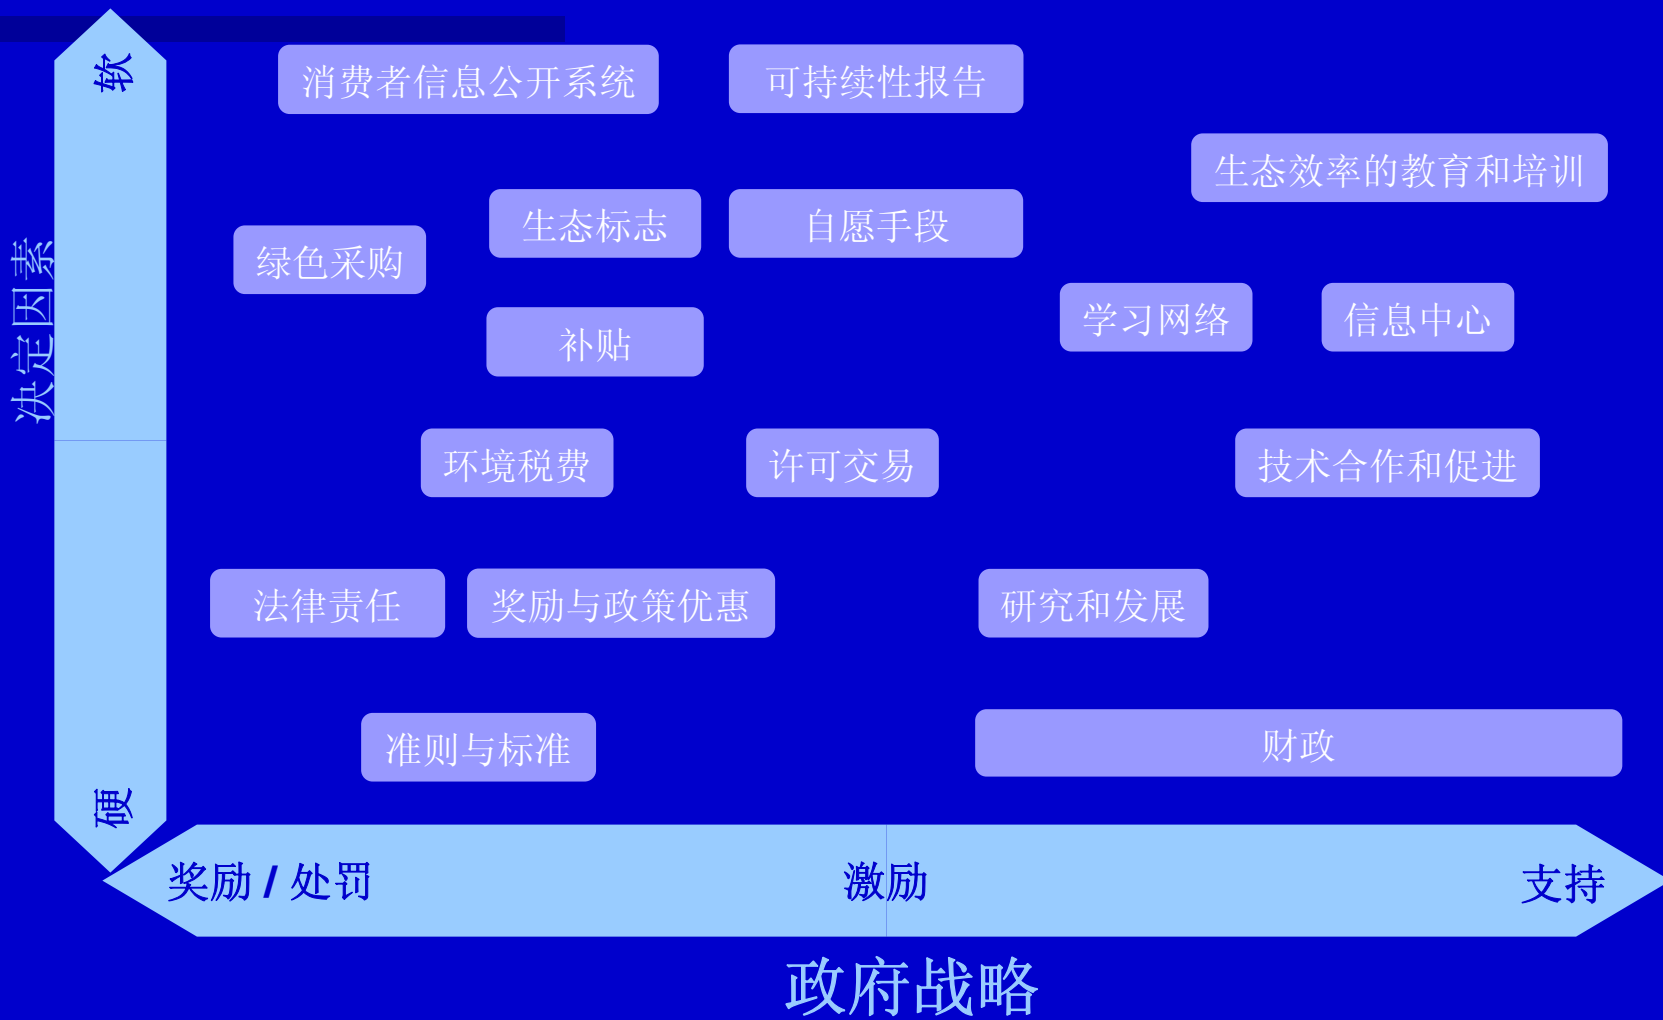 软
消费者信息公开系统
可持续性报告
生态效率的教育和培训
生态标志
自愿手段
绿色采购
决定因素
学习网络
信息中心
补贴
环境税费
许可交易
技术合作和促进
法律责任
奖励与政策优惠
研究和发展
准则与标准
财政
硬
奖励 / 处罚
激励
支持
政府战略